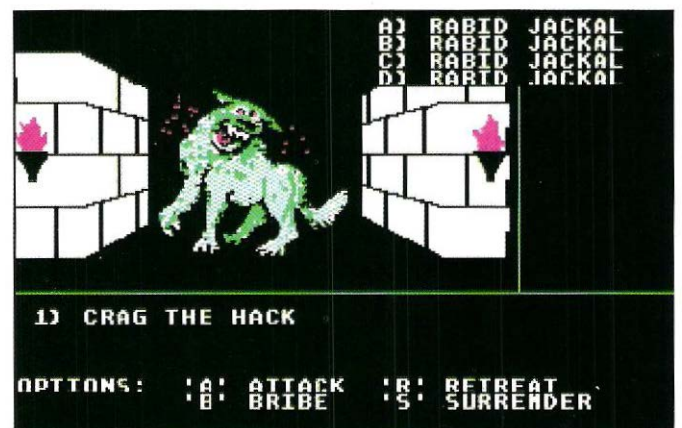 A) RABID JACKAL
B) RABID JACKAL
C) RABID JACKAL
D) RABID JACKAL
1) CRAG THE HACK
OPTIONS: 'A' ATTACK 'R' RETREAT
'B' BRIBE 'S' SURRENDER